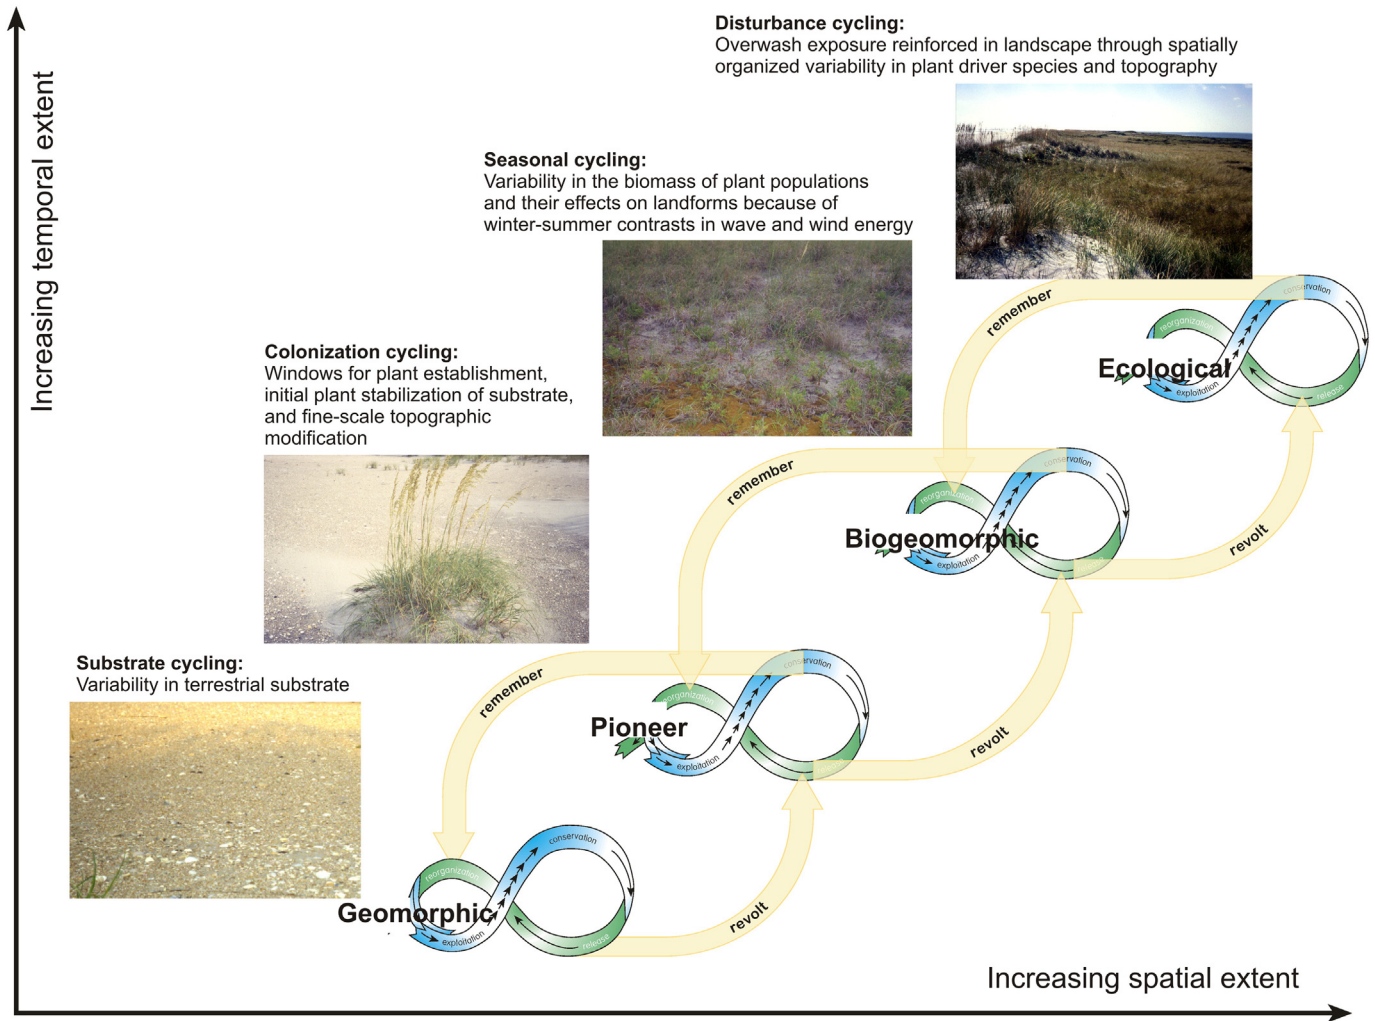 Disturbance cycling:
Overwash exposure reinforced in landscape through spatially
organized variability in plant driver species and topography
Increasing temporal extent
Seasonal cycling:
Variability in the biomass of plant populations
and their effects on landforms because of
winter-summer contrasts in wave and wind energy
remember
conservation
reorganization
Ecological
exploitation
release
Colonization cycling:
Windows for plant establishment,
initial plant stabilization of substrate,
and fine-scale topographic
modification
remember
conservation
reorganization
Biogeomorphic
exploitation
revolt
Substrate cycling:
Variability in terrestrial substrate
remember
conservation
reorganization
Pioneer
exploitation
revolt
conservation
reorganization
Geomorphic
exploitation
release
revolt
Increasing spatial extent